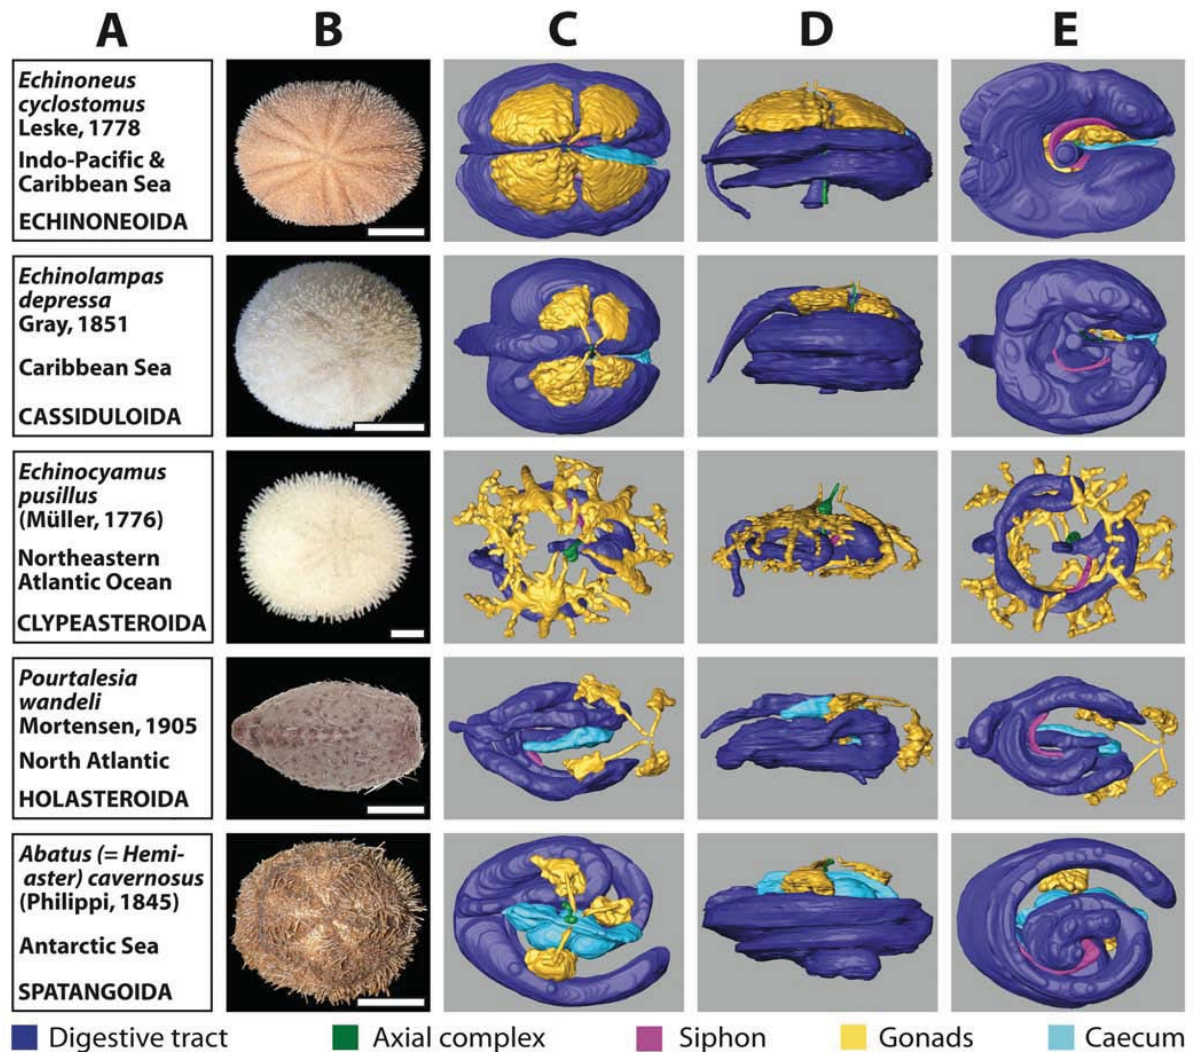 A B C D E
Echinoneus
cyclostomus
Leske, 1778
Indo-Pacific &
Caribbean Sea
ECHINONEOIDA
Echinolampas
depressa
Gray, 1851
Caribbean Sea
CASSIDULOIDA
Echinocyamus
pusillus
(Müller, 1776)
Northeastern
Atlantic Ocean
CLYPEASTEROIDA
Pourtalesia
wandeli
Mortensen, 1905
North Atlantic
HOLASTEROIDA
Abatus (= Hemi-
aster) cavernosus
(Philippi, 1845)
Antarctic Sea
SPATANGOIDA
Digestive tract Axial complex Siphon Gonads Caecum